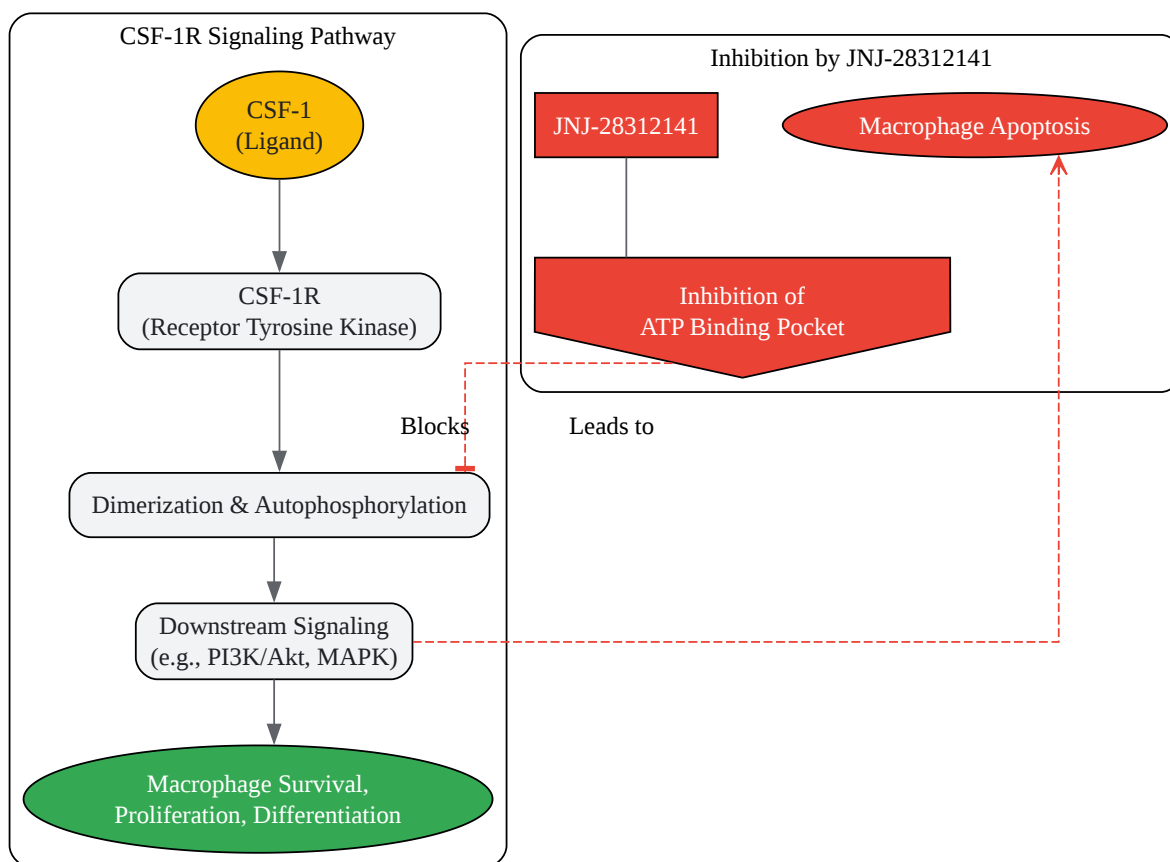 CSF-1R Signaling Pathway
CSF-1
(Ligand)
CSF-1R
(Receptor Tyrosine Kinase)
Blocks
Dimerization & Autophosphorylation
Downstream Signaling
(e.g., PI3K/Akt, MAPK)
Macrophage Survival,
Proliferation, Differentiation
Inhibition by JNJ-28312141
JNJ-28312141
Macrophage Apoptosis
Inhibition of
ATP Binding Pocket
Leads to